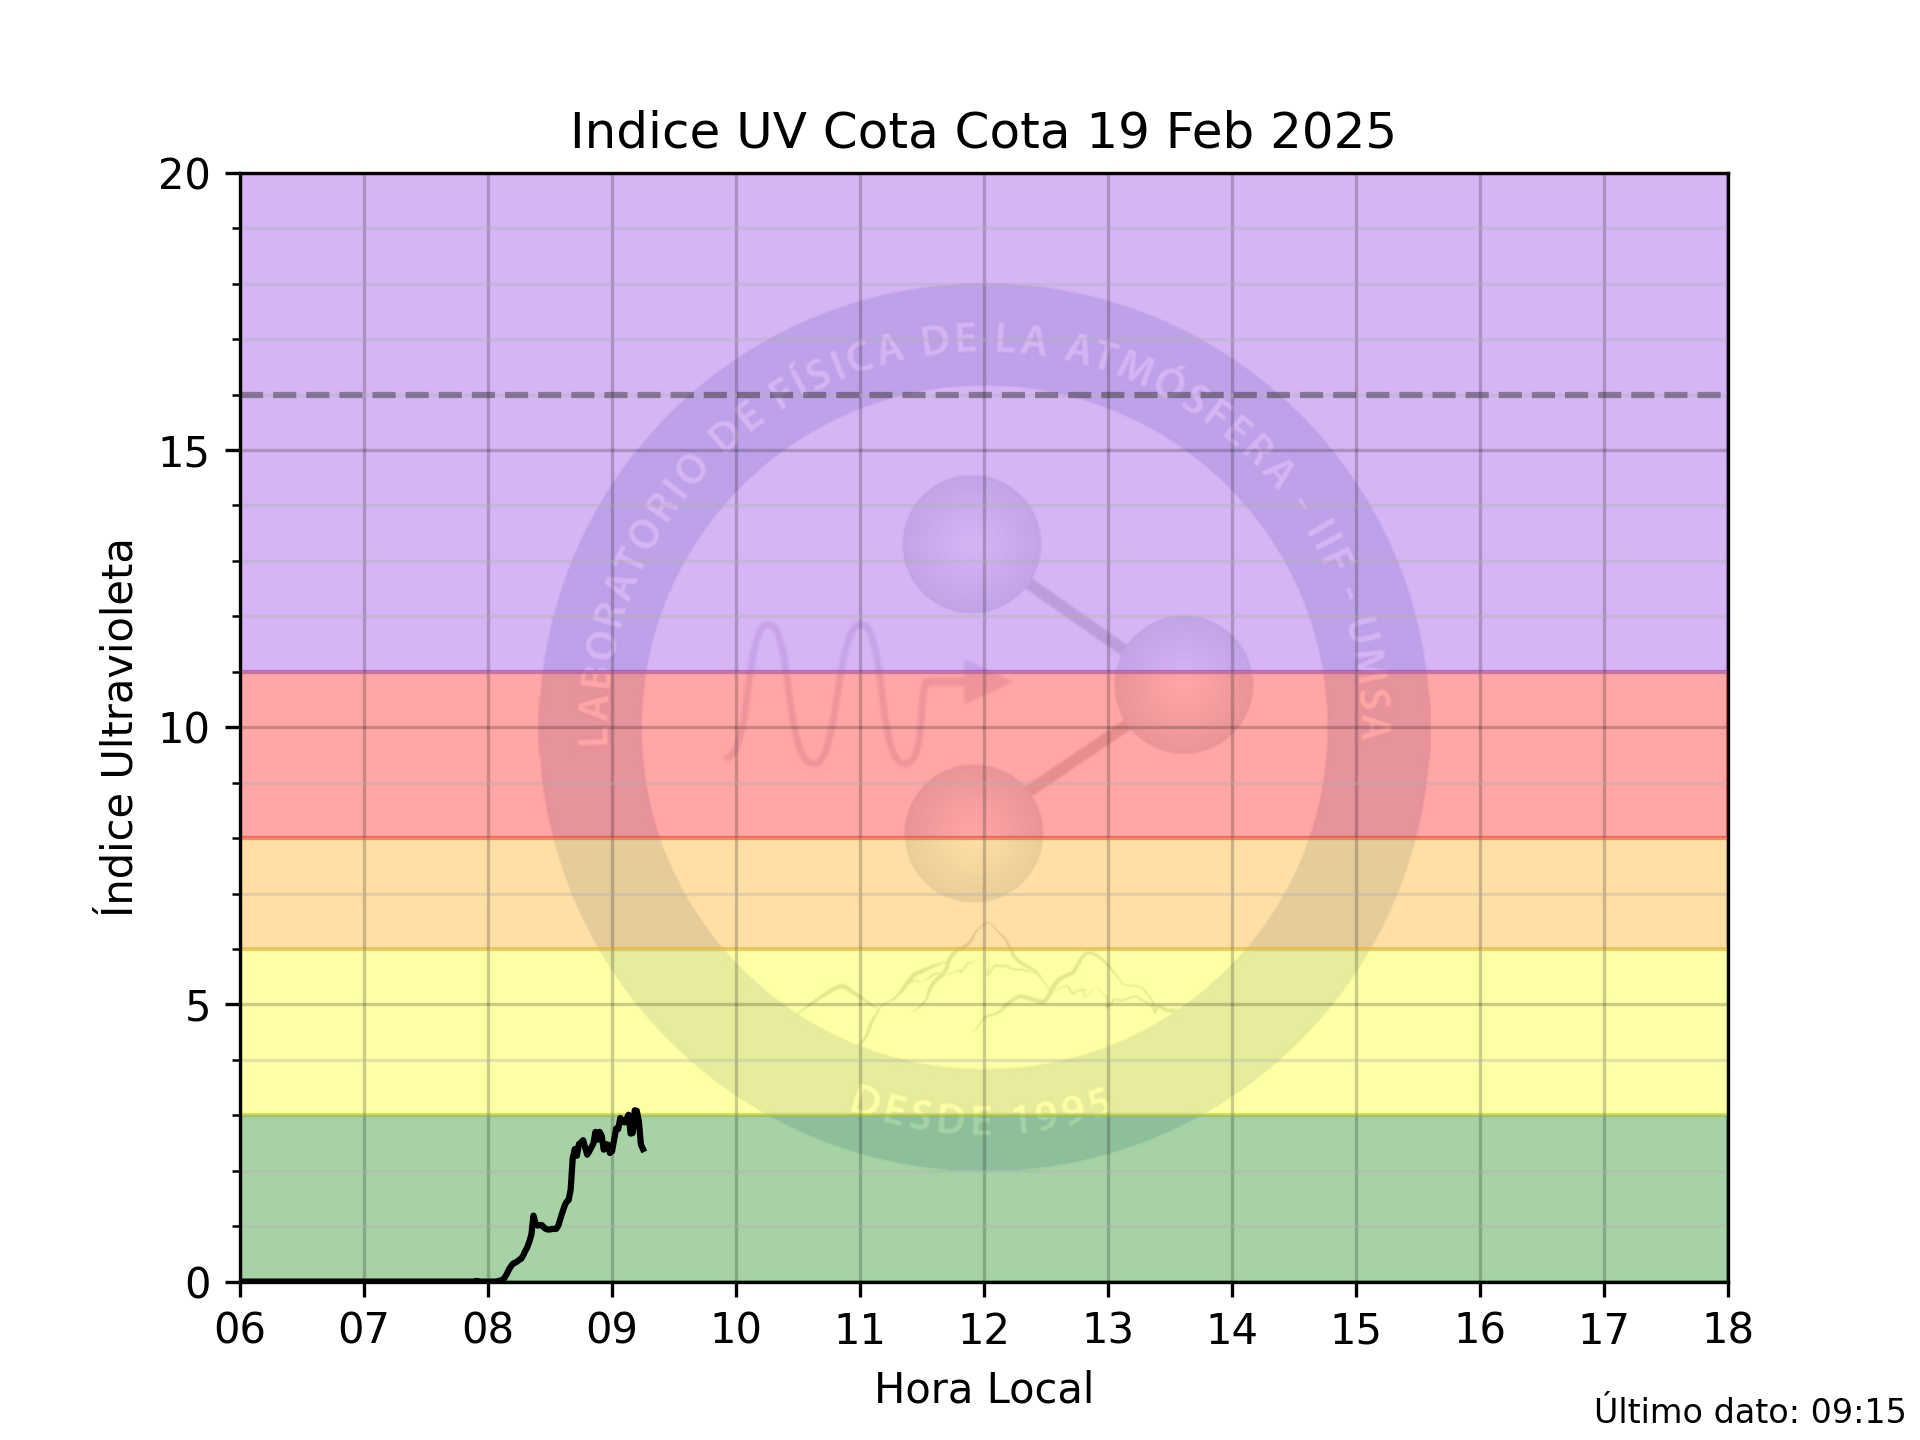 Indice UV Cota Cota 19 Feb 2025
20
15
10
5
0
Índice Ultravioleta
LABORATORIO DE FÍSICA DE LA ATMÓSFERA - IIF - UMSA
DESDE 1995
06 07 08 09 10 11 12 13 14 15 16 17 18
Hora Local
Último dato: 09:15